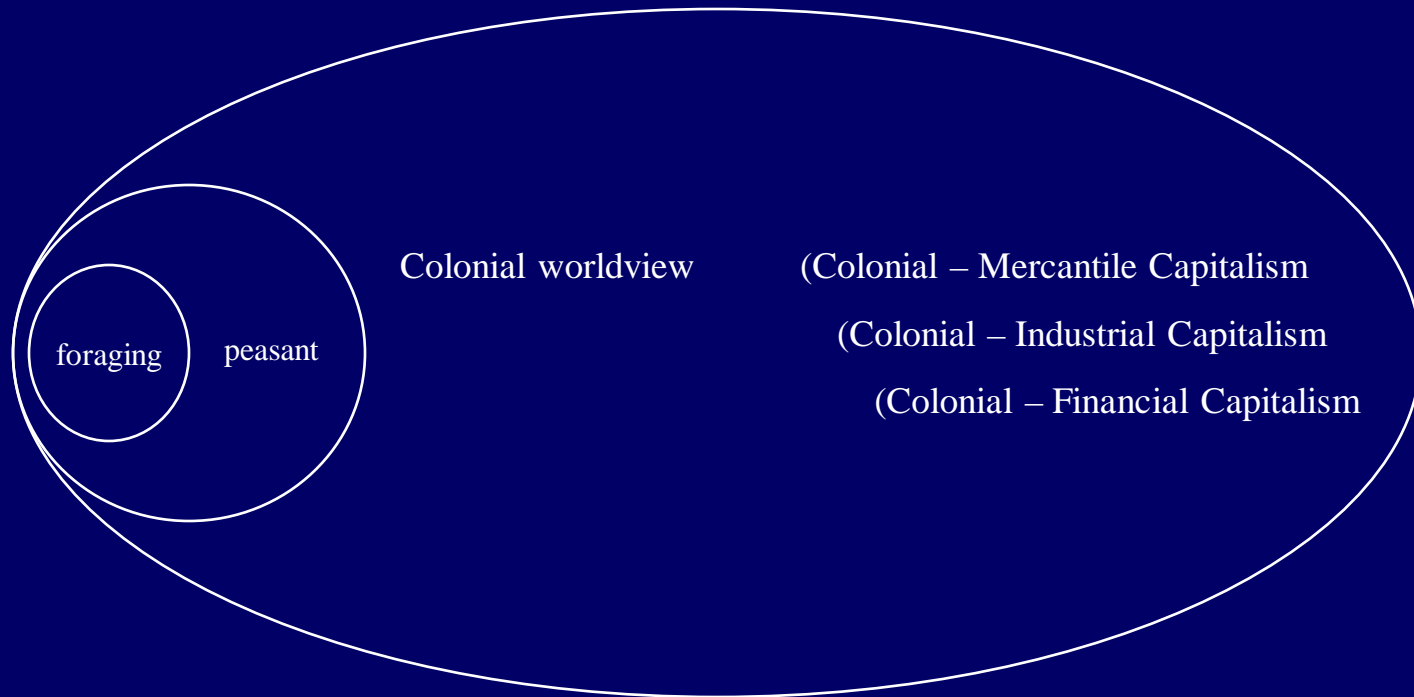 Colonial worldview (Colonial – Mercantile Capitalism
(Colonial – Industrial Capitalism
foraging peasant
(Colonial – Financial Capitalism